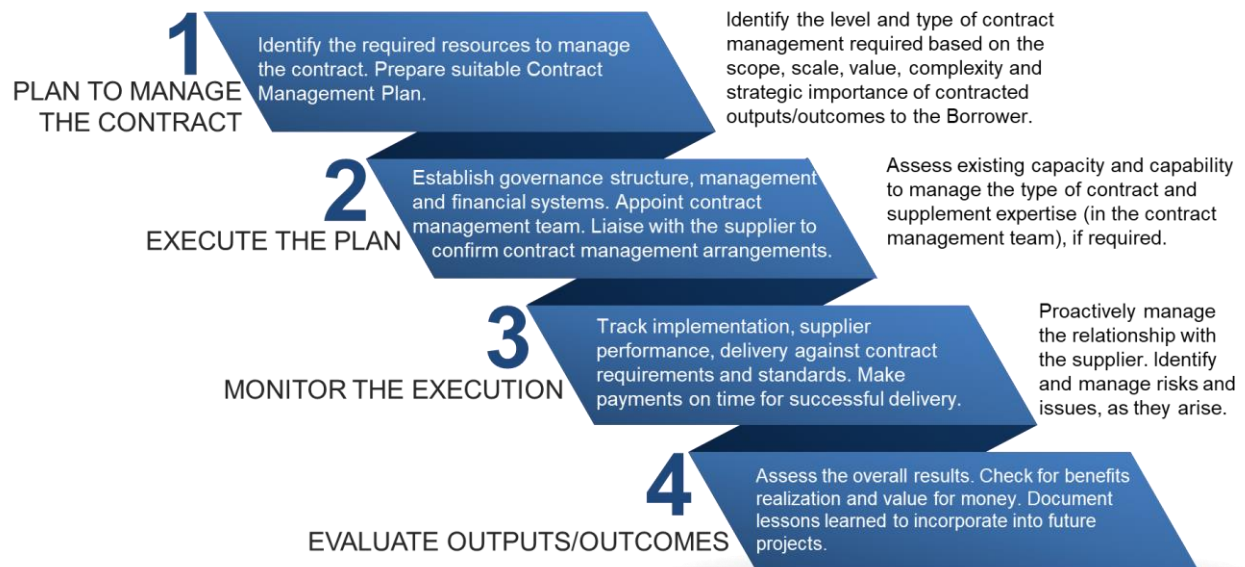 1
PLAN TO MANAGE
THE CONTRACT
Identify the required resources to manage
the contract. Prepare suitable Contract
Management Plan.
Identify the level and type of contract
management required based on the
scope, scale, value, complexity and
strategic importance of contracted
outputs/outcomes to the Borrower.
2
EXECUTE THE PLAN
Establish governance structure, management
and financial systems. Appoint contract
management team. Liaise with the supplier to
confirm contract management arrangements.
Assess existing capacity and capability
to manage the type of contract and
supplement expertise (in the contract
management team), if required.
3
MONITOR THE EXECUTION
Track implementation, supplier
performance, delivery against contract
requirements and standards. Make
payments on time for successful delivery.
Proactively manage
the relationship with
the supplier. Identify
and manage risks and
issues, as they arise.
4
EVALUATE OUTPUTS/OUTCOMES
Assess the overall results. Check for benefits
realization and value for money. Document
lessons learned to incorporate into future
projects.